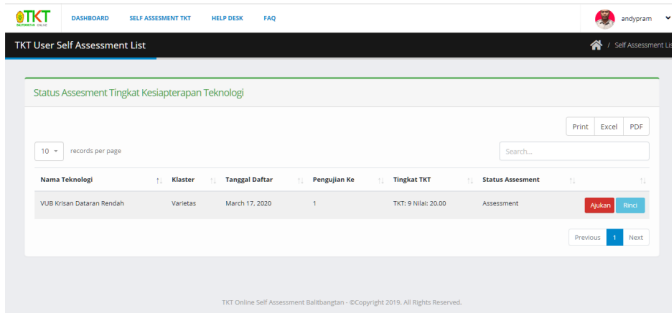 TKT
DASHBOARD SELF ASSESMENT TKT HELP DESK FAQ andypram
TKT User Self Assessment List / Self Assessment Lis
Status Assesment Tingkat Kesiapterapan Teknologi
Print Excel PDF
10 records per page Search...
Nama Teknologi Klaster Tanggal Daftar Pengujian Ke Tingkat TKT Status Assesment
VUB Krisan Dataran Rendah Varietas March 17, 2020 1 TKT: 9 Nilai: 20.00 Assessment Ajukan Rinci
Previous 1 Next
TKT Online Self Assessment Balitbangtan - ©Copyright 2019. All Rights Reserved.